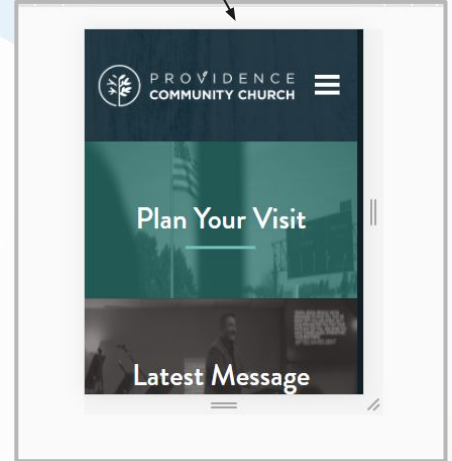 PROVIDENCE
COMMUNITY CHURCH
Plan Your Visit
Latest Message